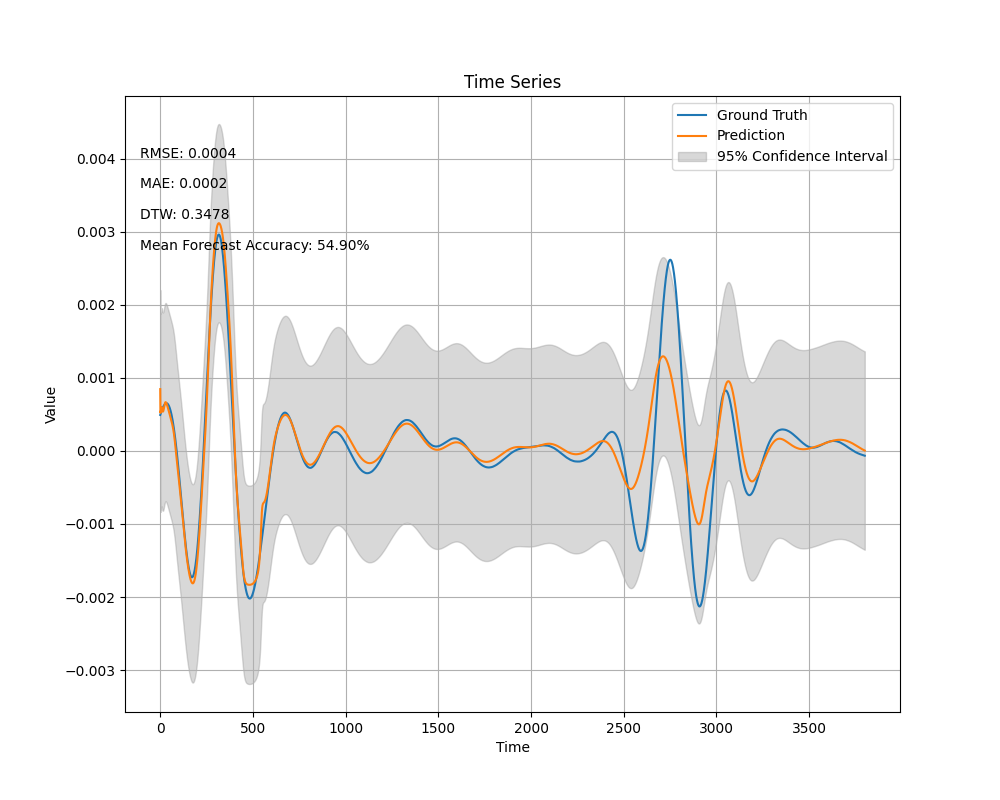 Time Series
Ground Truth
Prediction
95% Confidence Interval
RMSE: 0.0004
MAE: 0.0002
DTW: 0.3478
Mean Forecast Accuracy: 54.90%
Value
0.004
0.003
0.002
0.001
0.000
−0.001
−0.002
−0.003
0 500 1000 1500 2000 2500 3000 3500
Time